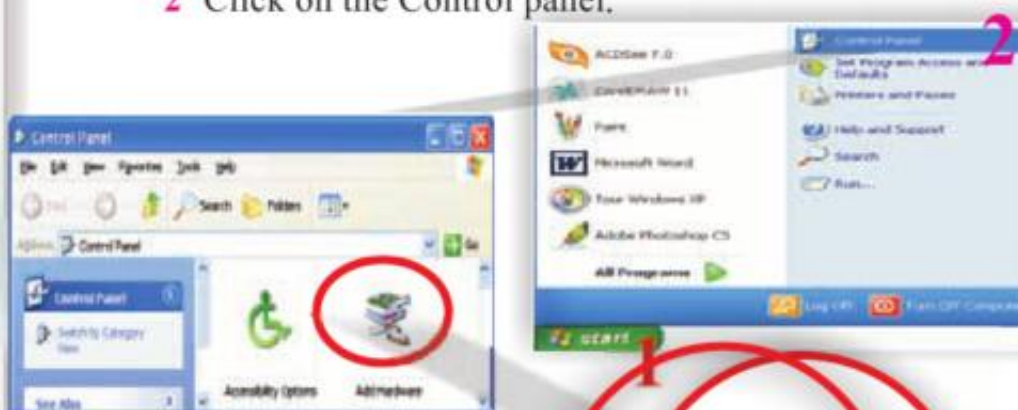 2 Click on the Control panel.
ACDSee 7.0
CorelDRAW 11
Paint
Microsoft Word
Tour Windows XP
Adobe Photoshop CS
All Programs
Control Panel
2
Set Program Access and
Defaults
Printers and Faxes
Help and Support
Search
Run...
Log Off
Turn Off Computer
start
1
Control Panel
File Edit View Favorites Tools Help
Search Folders
Address Control Panel
Go
Control Panel
Switch to Category
View
See Also
Accessibility Options
Add Hardware